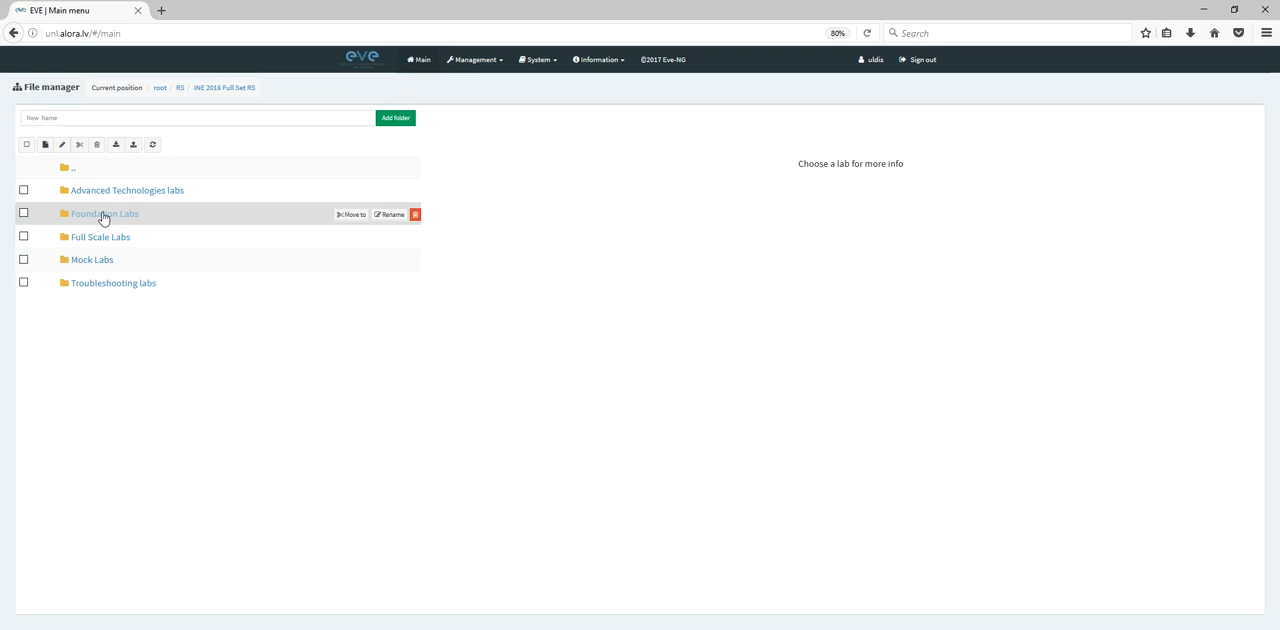 EVE | Main menu
unl.alora.lv/#/main
80%
Search
eve
Main
Management
System
Information
©2017 Eve-NG
uldis
Sign out
File manager
Current position / root / RS / INE 2016 Full Set RS
New Name
Add folder
..
Advanced Technologies labs
Foundation Labs
Move to
Rename
Full Scale Labs
Mock Labs
Troubleshooting labs
Choose a lab for more info